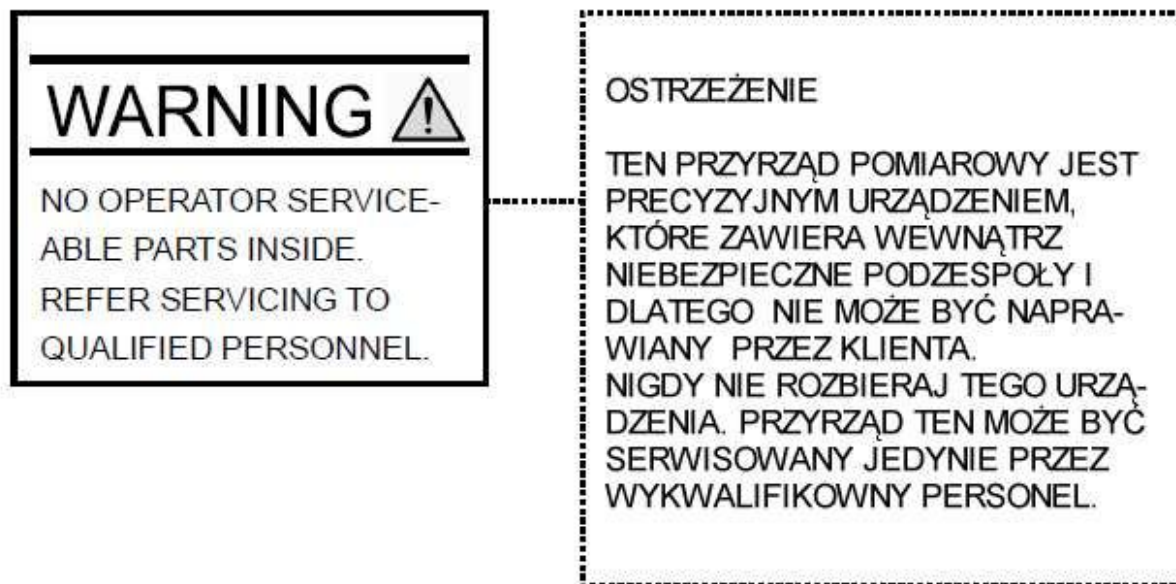 WARNING
NO OPERATOR SERVICE-
ABLE PARTS INSIDE.
REFER SERVICING TO
QUALIFIED PERSONNEL.
OSTRZEŻENIE
TEN PRZYRZĄD POMIAROWY JEST
PRECYZYJNYM URZĄDZENIEM,
KTÓRE ZAWIERA WEWNĄTRZ
NIEBEZPIECZNE PODZESPOŁY I
DLATEGO NIE MOŻE BYĆ NAPRA-
WIANY PRZEZ KLIENTA.
NIGDY NIE ROZBIERAJ TEGO URZĄ-
DZENIA. PRZYRZĄD TEN MOŻE BYĆ
SERWISOWANY JEDYNIE PRZEZ
WYKWALIFIKOWNY PERSONEL.